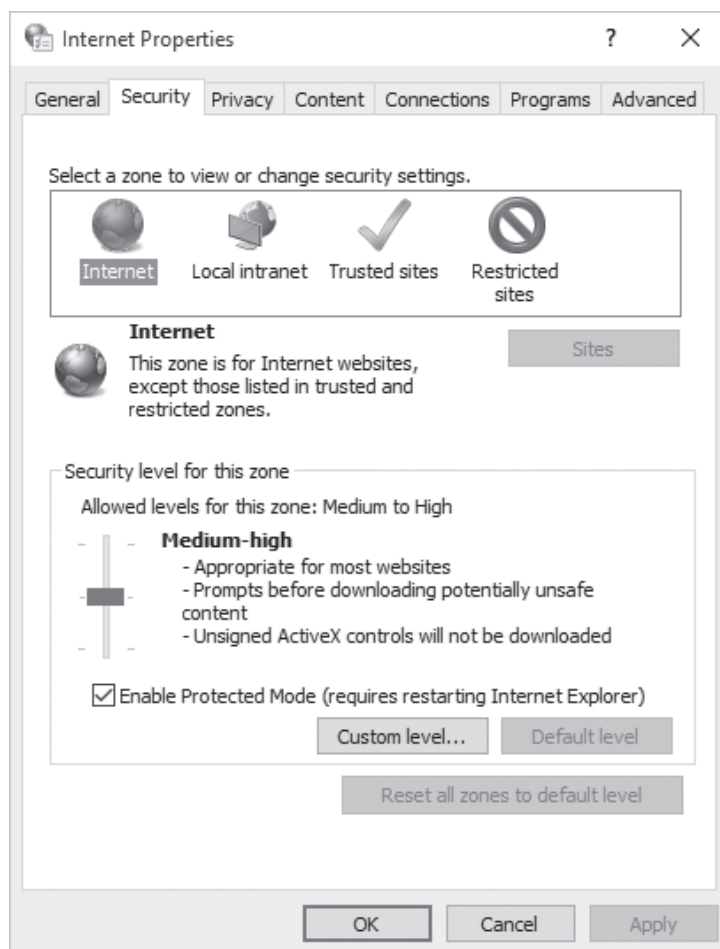 Internet Properties ? X
General Security Privacy Content Connections Programs Advanced
Select a zone to view or change security settings.
Internet Local intranet Trusted sites Restricted
sites
Internet
Sites
This zone is for Internet websites,
except those listed in trusted and
restricted zones.
Security level for this zone
Allowed levels for this zone: Medium to High
Medium-high
- Appropriate for most websites
- Prompts before downloading potentially unsafe
content
- Unsigned ActiveX controls will not be downloaded
Enable Protected Mode (requires restarting Internet Explorer)
Custom level... Default level
Reset all zones to default level
OK Cancel Apply